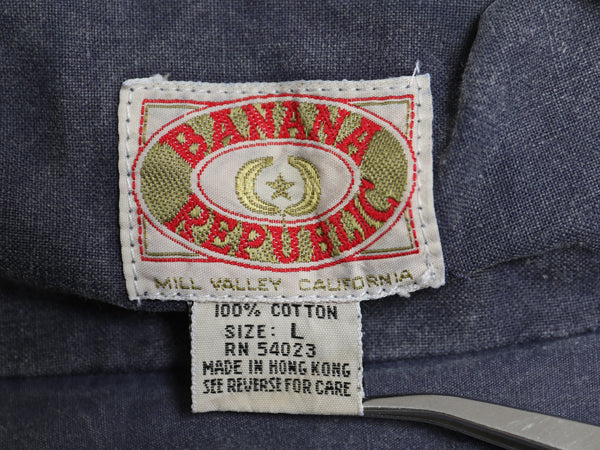 BANANA
REPUBLIC
MILL VALLEY CALIFORNIA
100% COTTON
SIZE: L
RN 54023
MADE IN HONG KONG
SEE REVERSE FOR CARE